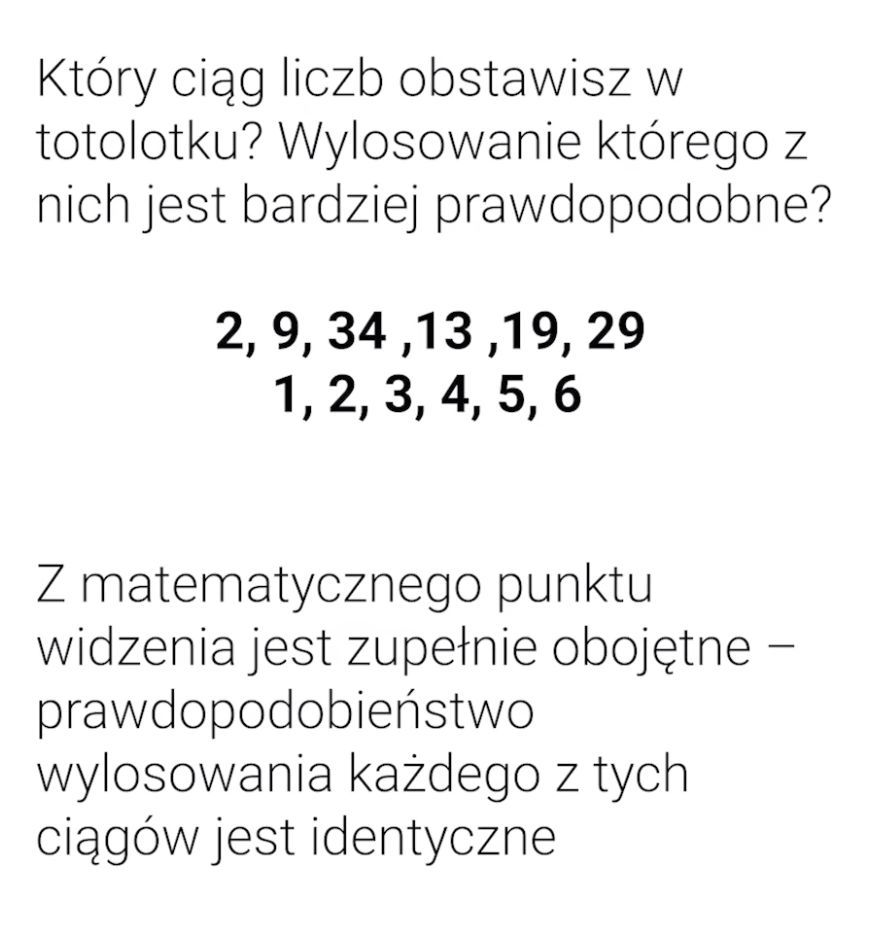 Który ciąg liczb obstawisz w
totolotku? Wylosowanie którego z
nich jest bardziej prawdopodobne?
2, 9, 34 ,13 ,19, 29
1, 2, 3, 4, 5, 6
Z matematycznego punktu
widzenia jest zupełnie obojętne –
prawdopodobieństwo
wylosowania każdego z tych
ciągów jest identyczne